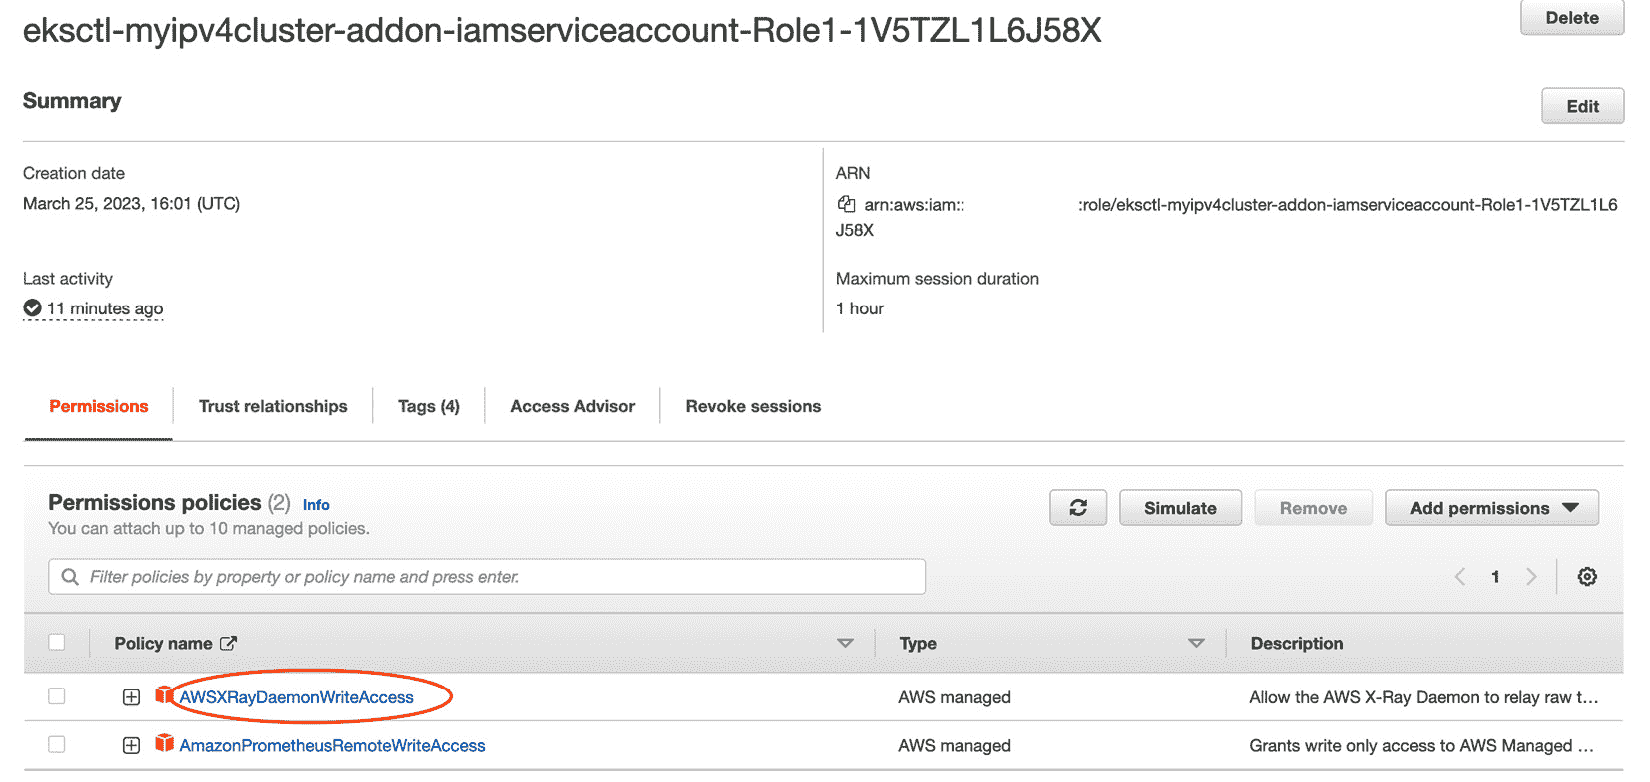 eksctl-myipv4cluster-addon-iamserviceaccount-Role1-1V5TZL1L6J58X
Delete
Summary
Edit
Creation date
March 25, 2023, 16:01 (UTC)
ARN
arn:aws:iam:: :role/eksctl-myipv4cluster-addon-iamserviceaccount-Role1-1V5TZL1L6
J58X
Last activity
11 minutes ago
Maximum session duration
1 hour
Permissions
Trust relationships
Tags (4)
Access Advisor
Revoke sessions
Permissions policies (2) Info
You can attach up to 10 managed policies.
Simulate
Remove
Add permissions
Filter policies by property or policy name and press enter.
1
Policy name
Type
Description
AWSXRayDaemonWriteAccess
AWS managed
Allow the AWS X-Ray Daemon to relay raw t...
AmazonPrometheusRemoteWriteAccess
AWS managed
Grants write only access to AWS Managed ...